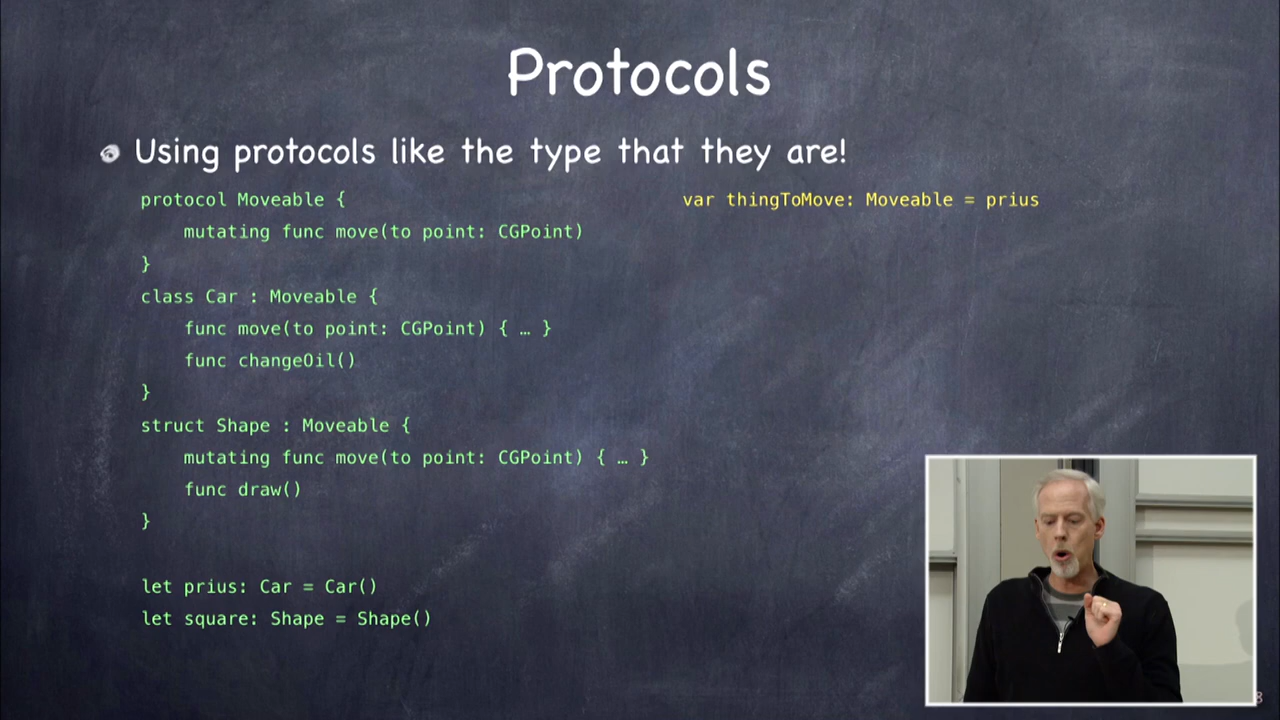 Protocols
Using protocols like the type that they are!
protocol Moveable {
    mutating func move(to point: CGPoint)
}
class Car : Moveable {
    func move(to point: CGPoint) { … }
    func changeOil()
}
struct Shape : Moveable {
    mutating func move(to point: CGPoint) { … }
    func draw()
}
let prius: Car = Car()
let square: Shape = Shape()
var thingToMove: Moveable = prius
8